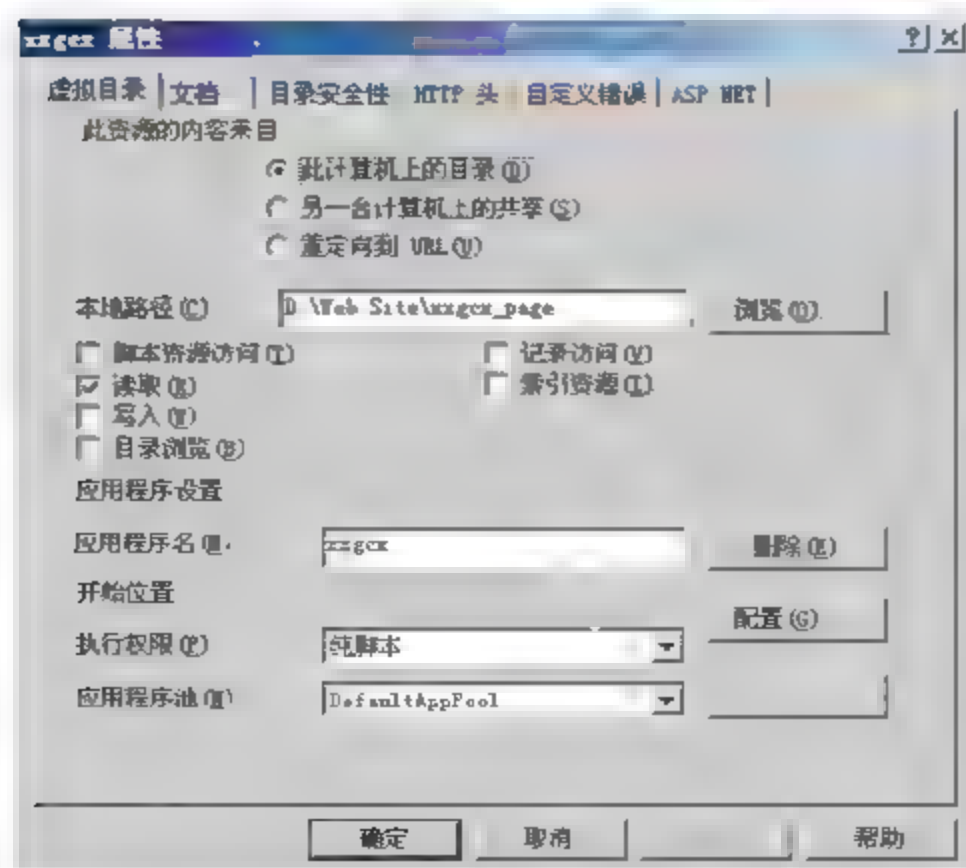 xzgcx 属性
虚拟目录 文档 目录安全性 HTTP 头 自定义错误 ASP NET
此资源的内容来自
此计算机上的目录(D)
另一台计算机上的共享(S)
重定向到 URL(U)
本地路径(C) D \Web Site\xzgcx_page 浏览(O)
脚本资源访问(T) 记录访问(V)
读取(R) 索引资源(I)
写入(W)
目录浏览(B)
应用程序设置
应用程序名(M) xzgcx 删除(E)
开始位置
配置(G)
执行权限(P) 纯脚本
应用程序池(N) DefaultAppPool
确定 取消 帮助